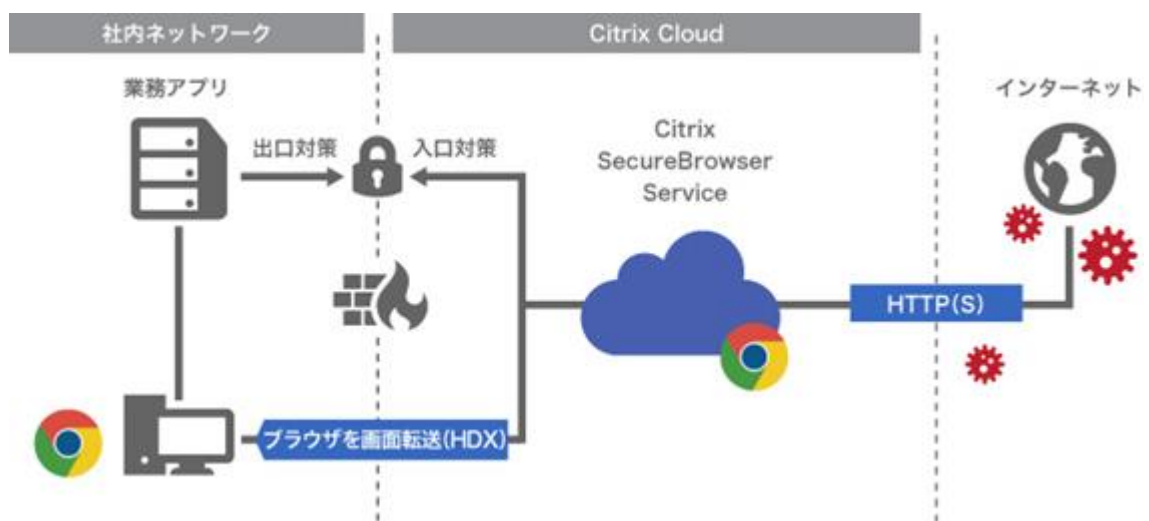 社内ネットワーク
Citrix Cloud
業務アプリ
インターネット
出口対策
入口対策
Citrix
SecureBrowser
Service
HTTP(S)
ブラウザを画面転送(HDX)